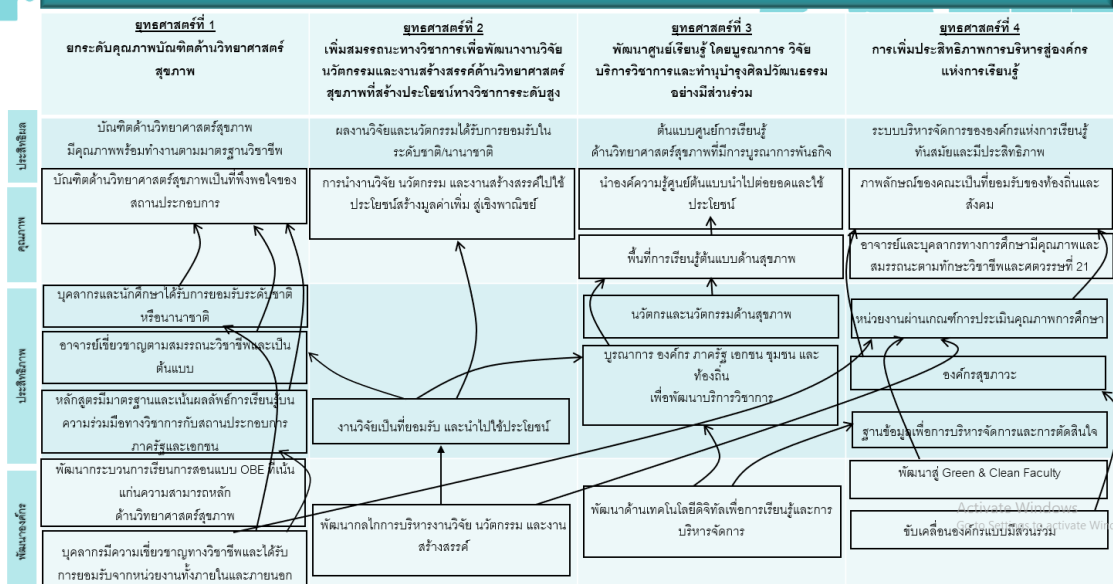 ยุทธศาสตร์ที่ 1
ยกระดับคุณภาพบัณฑิตด้านวิทยาศาสตร์
สุขภาพ
ยุทธศาสตร์ที่ 2
เพิ่มสมรรถนะทางวิชาการเพื่อพัฒนางานวิจัย
นวัตกรรมและงานสร้างสรรค์ด้านวิทยาศาสตร์
สุขภาพที่สร้างประโยชน์ทางวิชาการระดับสูง
ยุทธศาสตร์ที่ 3
พัฒนาศูนย์เรียนรู้ โดยบูรณาการ วิจัย
บริการวิชาการและทำนุบำรุงศิลปวัฒนธรรม
อย่างมีส่วนร่วม
ยุทธศาสตร์ที่ 4
การเพิ่มประสิทธิภาพการบริหารสู่องค์กร
แห่งการเรียนรู้
ประสิทธิผล
บัณฑิตด้านวิทยาศาสตร์สุขภาพ
มีคุณภาพพร้อมทำงานตามมาตรฐานวิชาชีพ
ผลงานวิจัยและนวัตกรรมได้รับการยอมรับใน
ระดับชาติ/นานาชาติ
ต้นแบบศูนย์การเรียนรู้
ด้านวิทยาศาสตร์สุขภาพที่มีการบูรณาการพันธกิจ
ระบบบริหารจัดการขององค์กรแห่งการเรียนรู้
ทันสมัยและมีประสิทธิภาพ
คุณภาพ
บัณฑิตด้านวิทยาศาสตร์สุขภาพเป็นที่พึงพอใจของ
สถานประกอบการ
การนำงานวิจัย นวัตกรรม และงานสร้างสรรค์ไปใช้
ประโยชน์สร้างมูลค่าเพิ่ม สู่เชิงพาณิชย์
นำองค์ความรู้ศูนย์ต้นแบบนำไปต่อยอดและใช้
ประโยชน์
พื้นที่การเรียนรู้ต้นแบบด้านสุขภาพ
ภาพลักษณ์ของคณะเป็นที่ยอมรับของท้องถิ่นและ
สังคม
อาจารย์และบุคลากรทางการศึกษามีคุณภาพและ
สมรรถนะตามทักษะวิชาชีพและศตวรรษที่ 21
ประสิทธิภาพ
บุคลากรและนักศึกษาได้รับการยอมรับระดับชาติ
หรือนานาชาติ
อาจารย์เชี่ยวชาญตามสมรรถนะวิชาชีพและเป็น
ต้นแบบ
หลักสูตรมีมาตรฐานและเน้นผลลัพธ์การเรียนรู้บน
ความร่วมมือทางวิชาการกับสถานประกอบการ
ภาครัฐและเอกชน
งานวิจัยเป็นที่ยอมรับ และนำไปใช้ประโยชน์
นวัตกรและนวัตกรรมด้านสุขภาพ
บูรณาการ องค์กร ภาครัฐ เอกชน ชุมชน และ
ท้องถิ่น
เพื่อพัฒนาบริการวิชาการ
หน่วยงานผ่านเกณฑ์การประเมินคุณภาพการศึกษา
องค์กรสุขภาวะ
ฐานข้อมูลเพื่อการบริหารจัดการและการตัดสินใจ
พัฒนาองค์กร
พัฒนากระบวนการเรียนการสอนแบบ OBE ที่เน้น
แก่นความสามารถหลัก
ด้านวิทยาศาสตร์สุขภาพ
บุคลากรมีความเชี่ยวชาญทางวิชาชีพและได้รับ
การยอมรับจากหน่วยงานทั้งภายในและภายนอก
พัฒนากลไกการบริหารงานวิจัย นวัตกรรม และงาน
สร้างสรรค์
พัฒนาด้านเทคโนโลยีดิจิทัลเพื่อการเรียนรู้และการ
บริหารจัดการ
พัฒนาสู่ Green & Clean Faculty
ขับเคลื่อนองค์กรแบบมีส่วนร่วม
Activate Windows
Go to Settings to activate Win